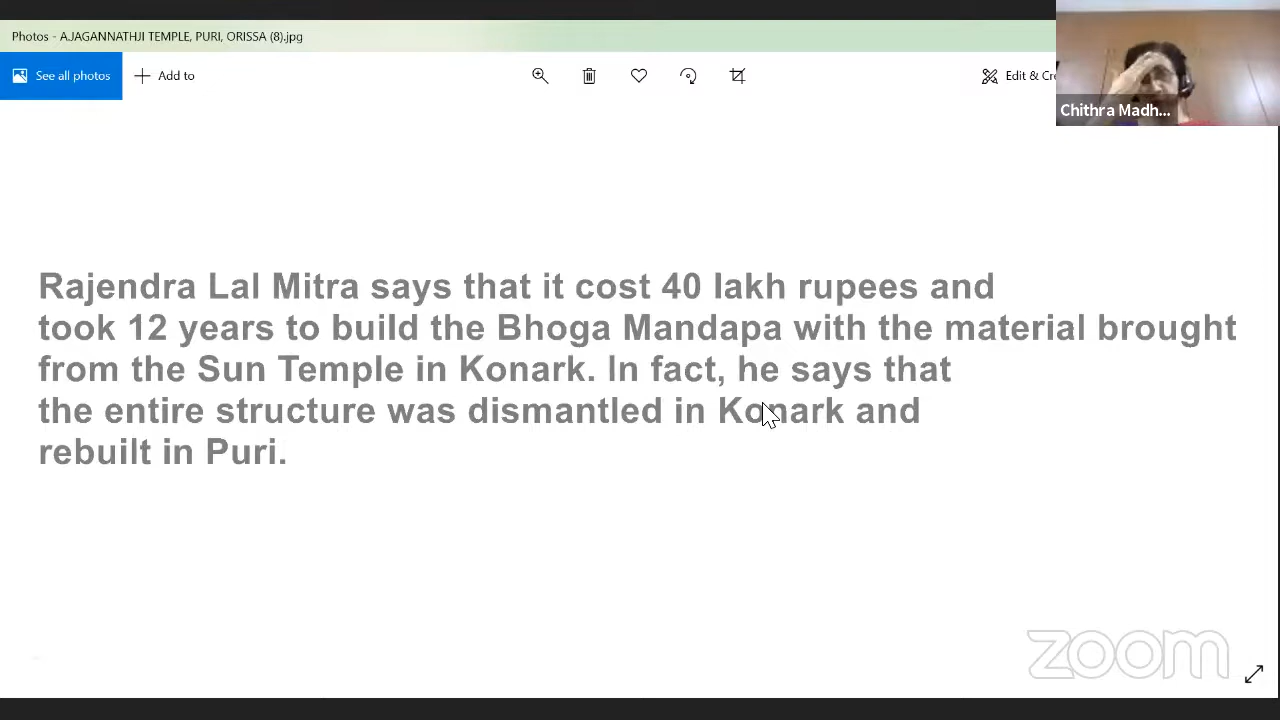 Photos - A.JAGANNATHJI TEMPLE, PURI, ORISSA (8).jpg
See all photos
Add to
Edit & Cre
Chithra Madh...
Rajendra Lal Mitra says that it cost 40 lakh rupees and
took 12 years to build the Bhoga Mandapa with the material brought
from the Sun Temple in Konark. In fact, he says that
the entire structure was dismantled in Konark and
rebuilt in Puri.
zoom